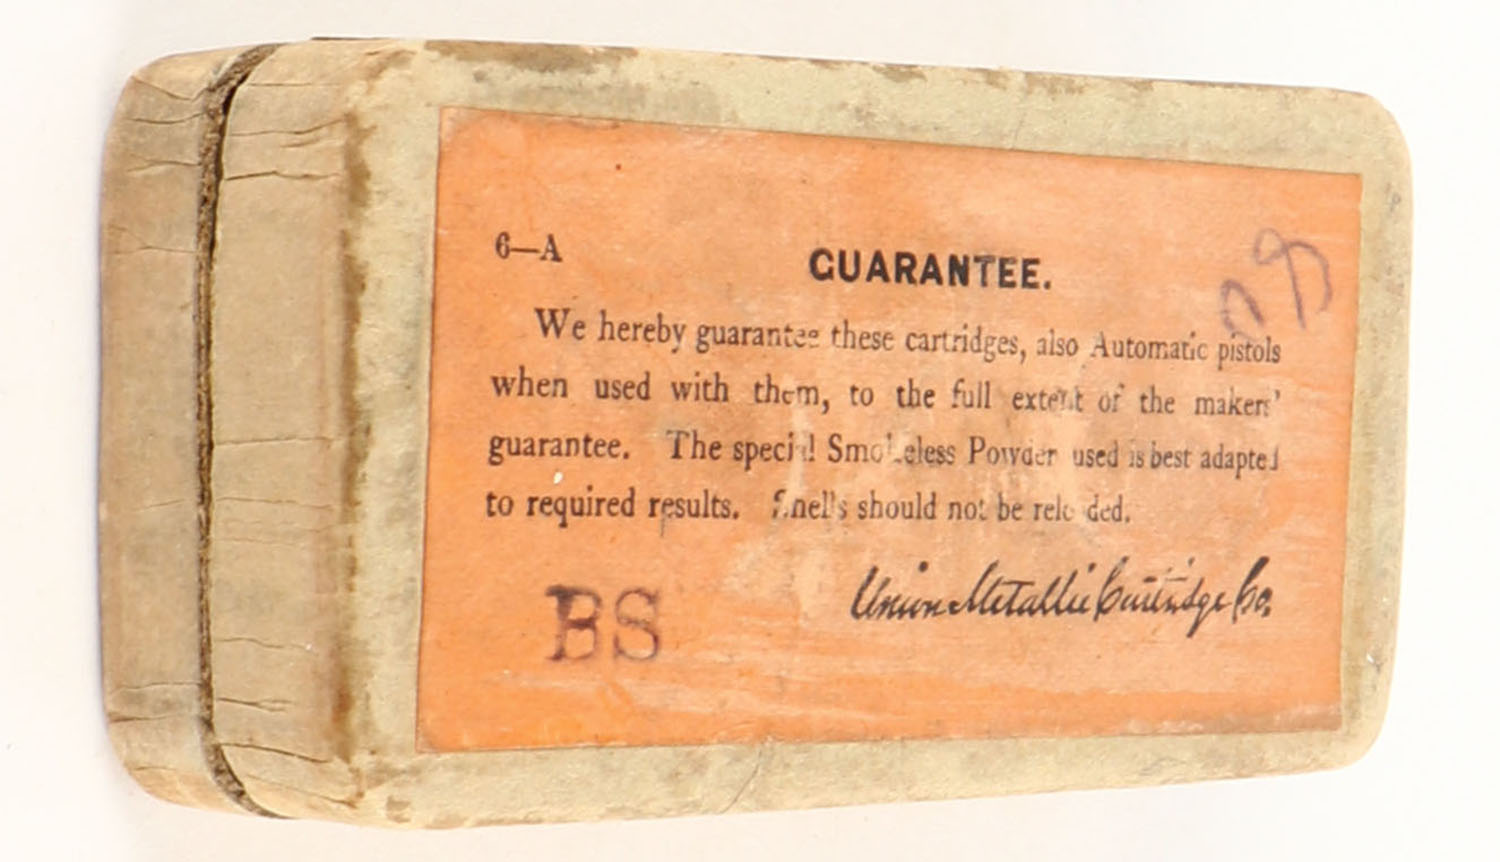 6—A
GUARANTEE.
We hereby guarantee these cartridges, also Automatic pistols
when used with them, to the full extent of the makers'
guarantee. The special Smokeless Powder used is best adapted
to required results. Shells should not be reloaded.
BS
Union Metallic Cartridge Co.